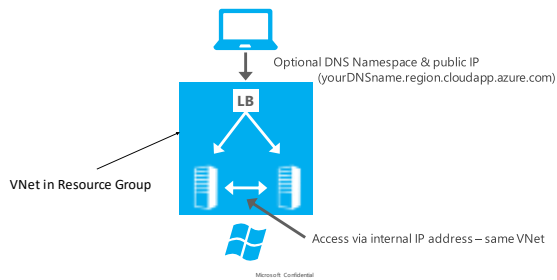 Optional DNS Namespace & public IP
(yourDNSname.region.cloudapp.azure.com)
LB
VNet in Resource Group
Access via internal IP address – same VNet
Microsoft Confidential